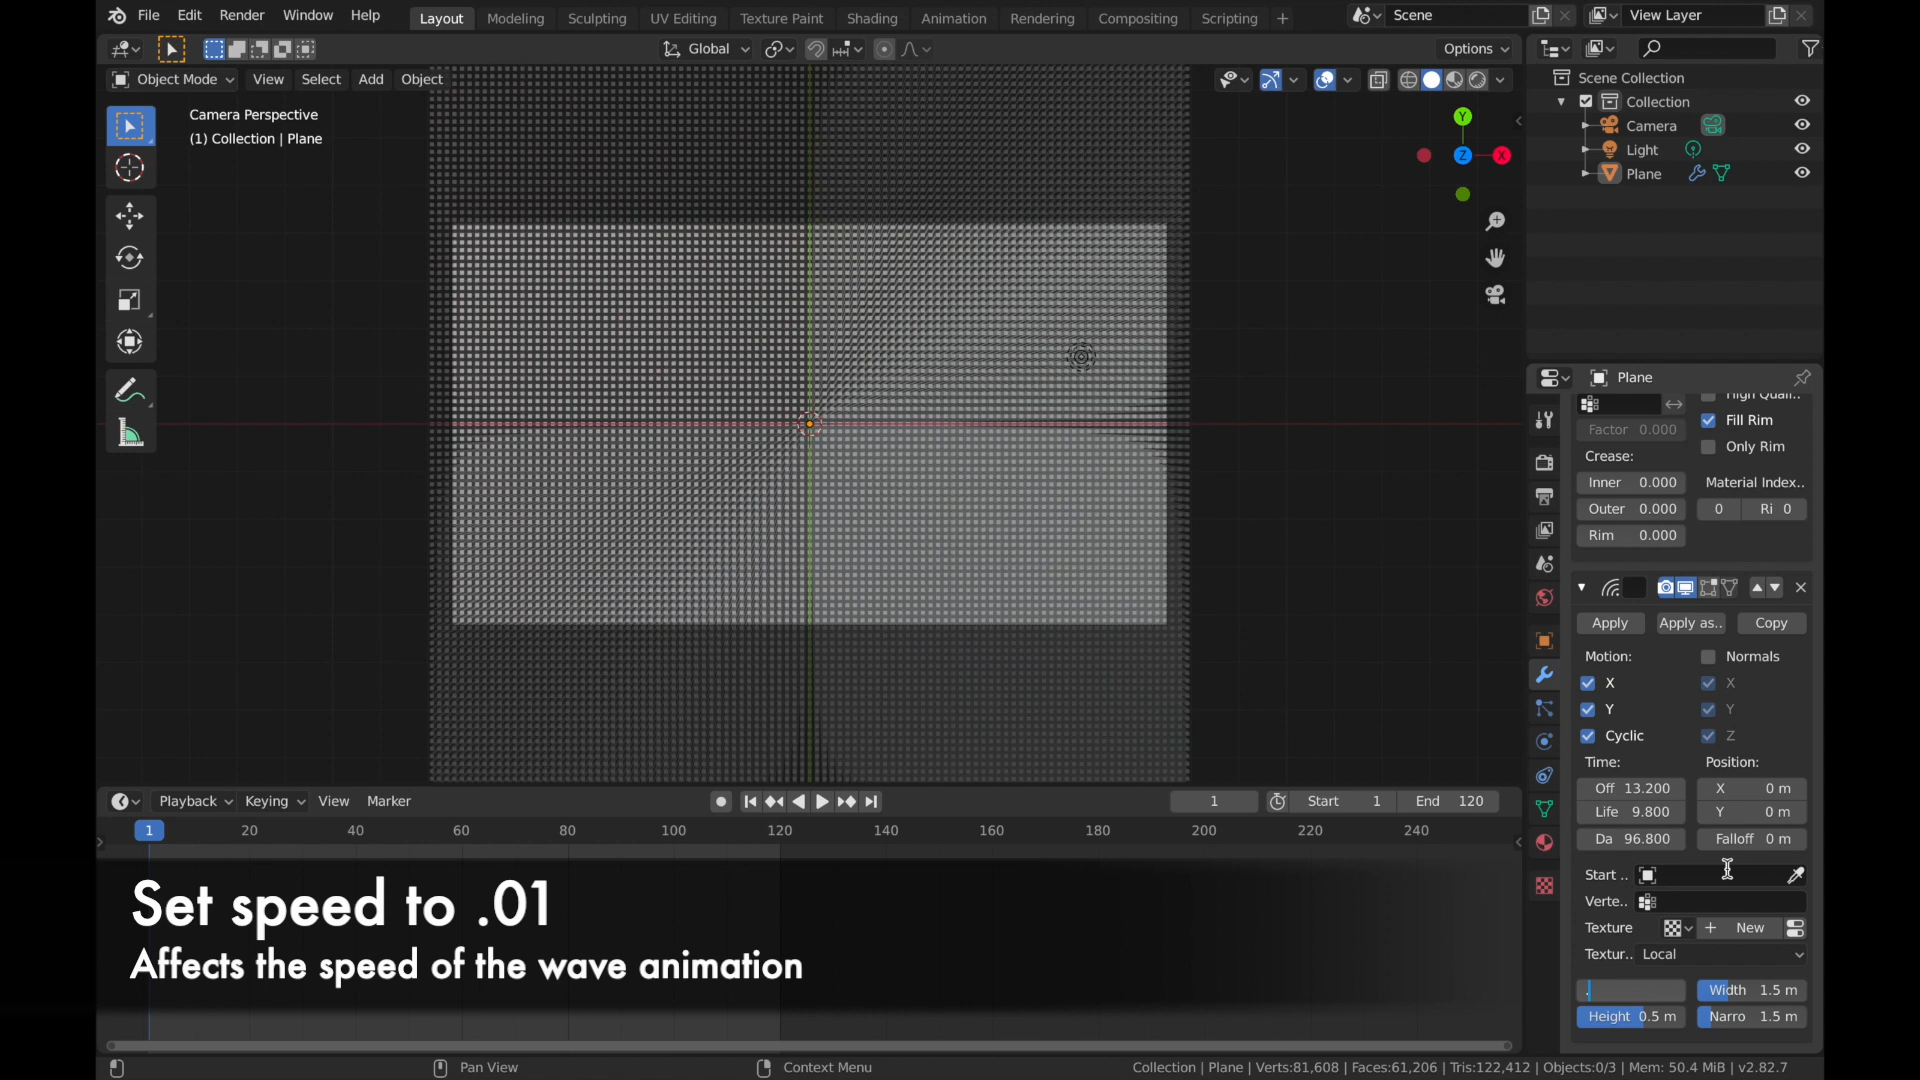 File Edit Render Window Help
Layout Modeling Sculpting UV Editing Texture Paint Shading Animation Rendering Compositing Scripting +
Scene
View Layer
Global
Options
Object Mode View Select Add Object
Camera Perspective
(1) Collection | Plane
Y
Z
X
Scene Collection
Collection
Camera
Light
Plane
Plane
High Quali..
Factor 0.000
Fill Rim
Only Rim
Crease:
Inner 0.000
Material Index..
Outer 0.000
0
Ri 0
Rim 0.000
Apply
Apply as..
Copy
Motion:
Normals
X
X
Y
Y
Cyclic
Z
Time:
Position:
Off 13.200
X 0 m
Life 9.800
Y 0 m
Da 96.800
Falloff 0 m
Start ..
Verte..
Texture
New
Textur..
Local
.
Width 1.5 m
Height 0.5 m
Narro 1.5 m
Playback Keying View Marker
1
Start 1
End 120
1 20 40 60 80 100 120 140 160 180 200 220 240
Set speed to .01
Affects the speed of the wave animation
Pan View
Context Menu
Collection | Plane | Verts:81,608 | Faces:61,206 | Tris:122,412 | Objects:0/3 | Mem: 50.4 MiB | v2.82.7